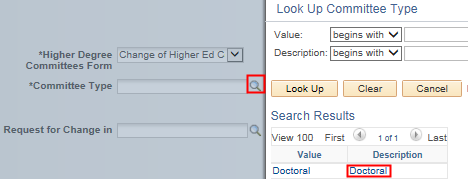 *Higher Degree
Committees Form
Change of Higher Ed C
*Committee Type
Request for Change in
Look Up Committee Type
Value:
begins with
Description:
begins with
Look Up
Clear
Cancel
Search Results
View 100 First 1 of 1 Last
Value Description
Doctoral Doctoral